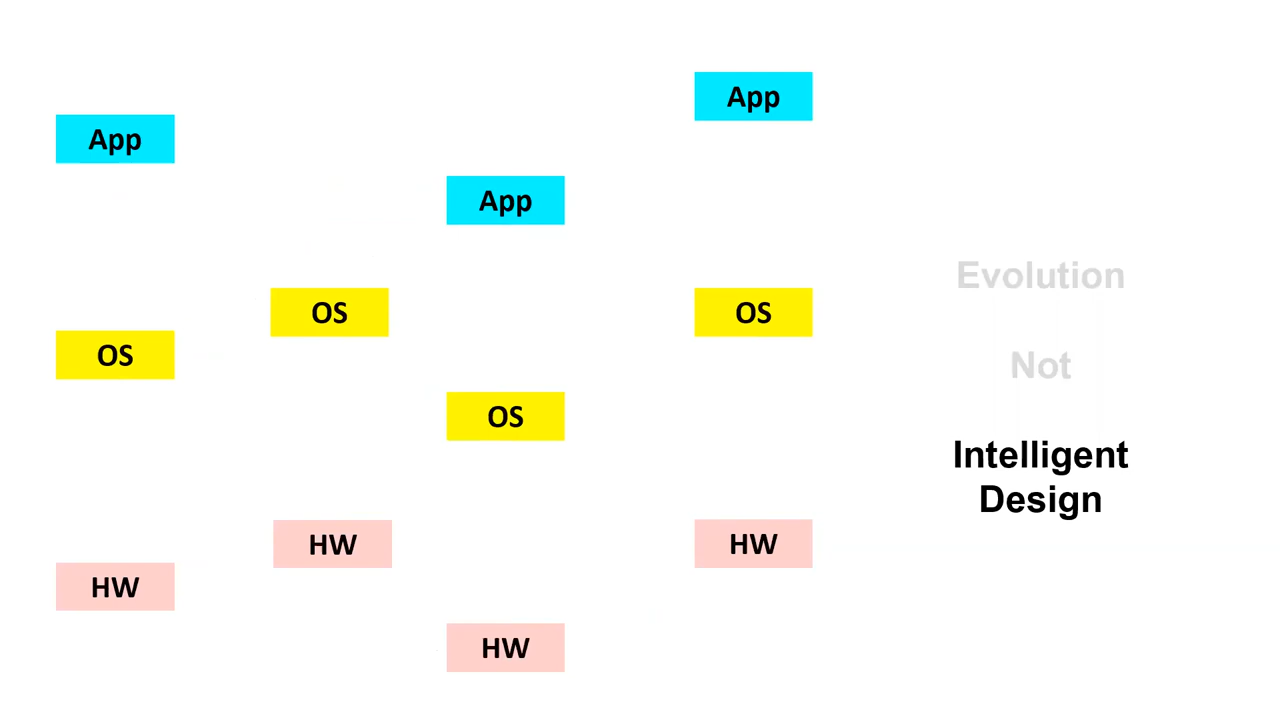 App
App
App
OS
OS
OS
OS
HW
HW
HW
HW
Evolution
Not
Intelligent
Design